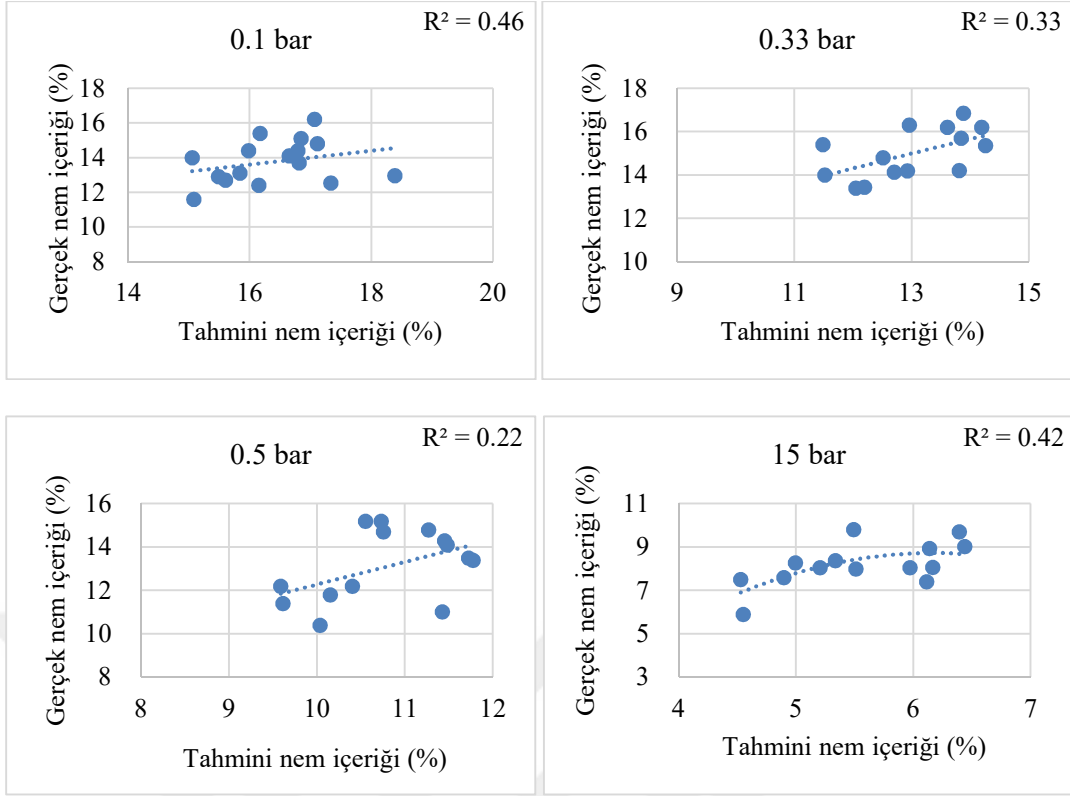 R² = 0.46
0.1 bar
Gerçek nem içeriği (%)
18
16
14
12
10
8
14 16 18 20
Tahmini nem içeriği (%)
R² = 0.33
0.33 bar
Gerçek nem içeriği (%)
18
16
14
12
10
9 11 13 15
Tahmini nem içeriği (%)
R² = 0.22
0.5 bar
Gerçek nem içeriği (%)
16
14
12
10
8
8 9 10 11 12
Tahmini nem içeriği (%)
R² = 0.42
15 bar
Gerçek nem içeriği (%)
11
9
7
5
3
4 5 6 7
Tahmini nem içeriği (%)